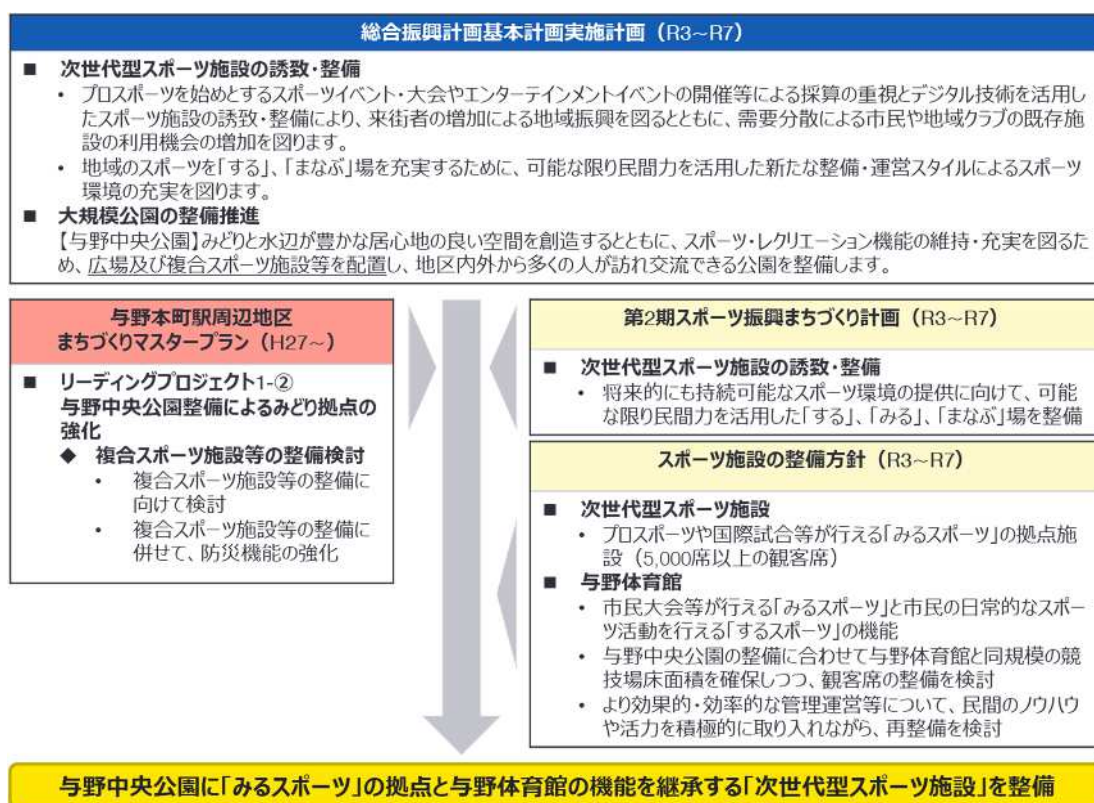 総合振興計画基本計画実施計画（R3～R7）
■ 次世代型スポーツ施設の誘致・整備
• プロスポーツを始めとするスポーツイベント・大会やエンターテインメントイベントの開催等による採算の重視とデジタル技術を活用し
たスポーツ施設の誘致・整備により、来街者の増加による地域振興を図るとともに、需要分散による市民や地域クラブの既存施
設の利用機会の増加を図ります。
• 地域のスポーツを「する」、「まなぶ」場を充実するために、可能な限り民間力を活用した新たな整備・運営スタイルによるスポーツ
環境の充実を図ります。
■ 大規模公園の整備推進
【与野中央公園】みどりと水辺が豊かな居心地の良い空間を創造するとともに、スポーツ・レクリエーション機能の維持・充実を図るた
め、広場及び複合スポーツ施設等を配置し、地区内外から多くの人が訪れ交流できる公園を整備します。
与野本町駅周辺地区
まちづくりマスタープラン（H27～）
■ リーディングプロジェクト1-②
与野中央公園整備によるみどり拠点の
強化
◆ 複合スポーツ施設等の整備検討
• 複合スポーツ施設等の整備に
向けて検討
• 複合スポーツ施設等の整備に
併せて、防災機能の強化
第2期スポーツ振興まちづくり計画（R3～R7）
■ 次世代型スポーツ施設の誘致・整備
• 将来的にも持続可能なスポーツ環境の提供に向けて、可能
な限り民間力を活用した「する」、「みる」、「まなぶ」場を整備
スポーツ施設の整備方針（R3～R7）
■ 次世代型スポーツ施設
• プロスポーツや国際試合等が行える「みるスポーツ」の拠点施
設（5,000席以上の観客席）
■ 与野体育館
• 市民大会等が行える「みるスポーツ」と市民の日常的なスポー
ツ活動を行える「するスポーツ」の機能
• 与野中央公園の整備に合わせて与野体育館と同規模の競
技場床面積を確保しつつ、観客席の整備を検討
• より効果的・効率的な管理運営等について、民間のノウハウ
や活力を積極的に取り入れながら、再整備を検討
与野中央公園に「みるスポーツ」の拠点と与野体育館の機能を継承する「次世代型スポーツ施設」を整備